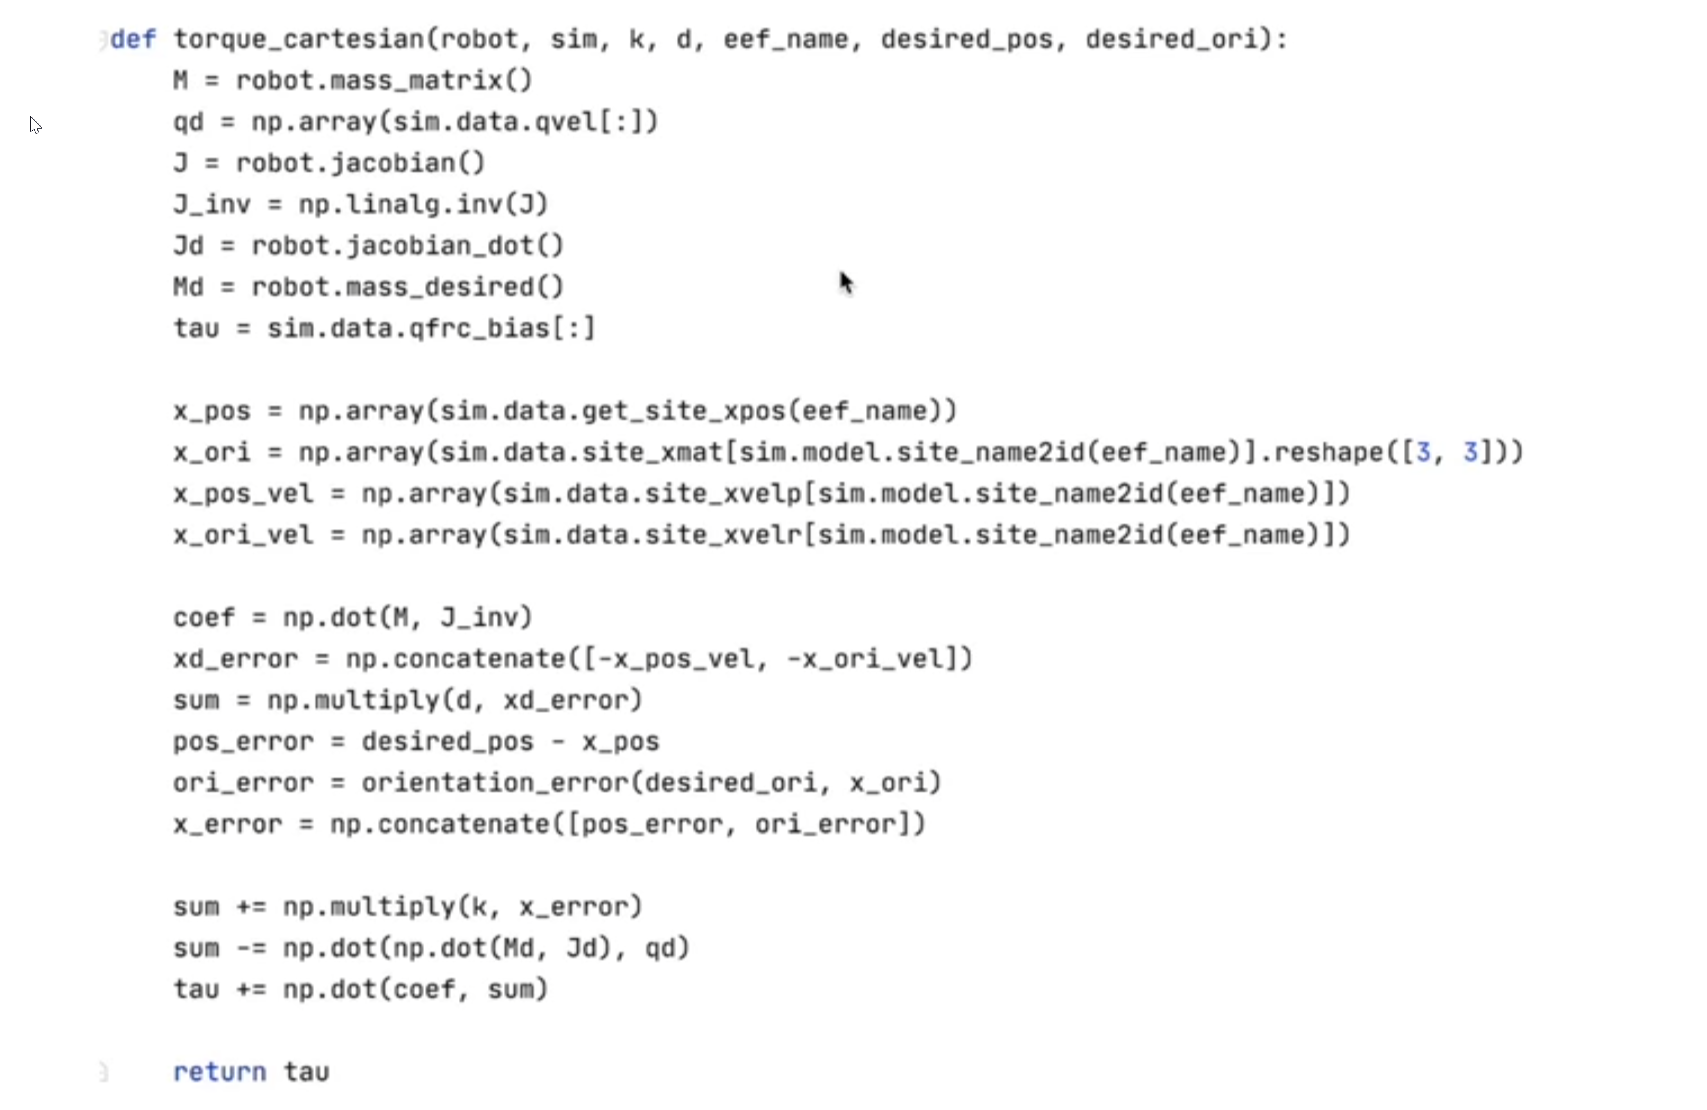 def torque_cartesian(robot, sim, k, d, eef_name, desired_pos, desired_ori):
    M = robot.mass_matrix()
    qd = np.array(sim.data.qvel[:])
    J = robot.jacobian()
    J_inv = np.linalg.inv(J)
    Jd = robot.jacobian_dot()
    Md = robot.mass_desired()
    tau = sim.data.qfrc_bias[:]
    x_pos = np.array(sim.data.get_site_xpos(eef_name))
    x_ori = np.array(sim.data.site_xmat[sim.model.site_name2id(eef_name)].reshape([3, 3]))
    x_pos_vel = np.array(sim.data.site_xvelp[sim.model.site_name2id(eef_name)])
    x_ori_vel = np.array(sim.data.site_xvelr[sim.model.site_name2id(eef_name)])
    coef = np.dot(M, J_inv)
    xd_error = np.concatenate([-x_pos_vel, -x_ori_vel])
    sum = np.multiply(d, xd_error)
    pos_error = desired_pos - x_pos
    ori_error = orientation_error(desired_ori, x_ori)
    x_error = np.concatenate([pos_error, ori_error])
    sum += np.multiply(k, x_error)
    sum -= np.dot(np.dot(Md, Jd), qd)
    tau += np.dot(coef, sum)
    return tau